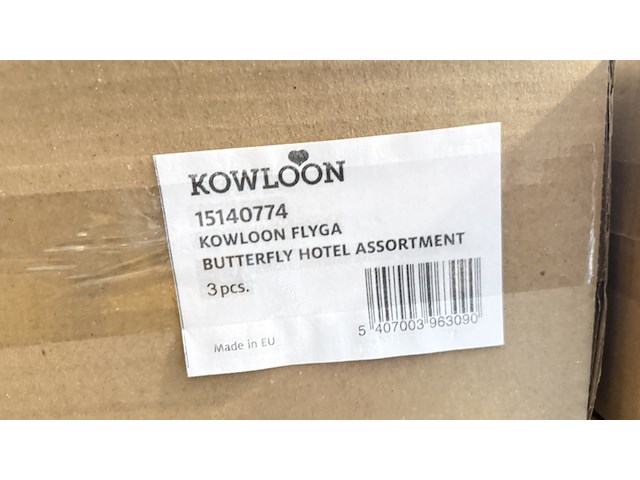 KOWLOON
15140774
KOWLOON FLYGA
BUTTERFLY HOTEL ASSORTMENT
3 pcs.
5 407003 963090
Made in EU